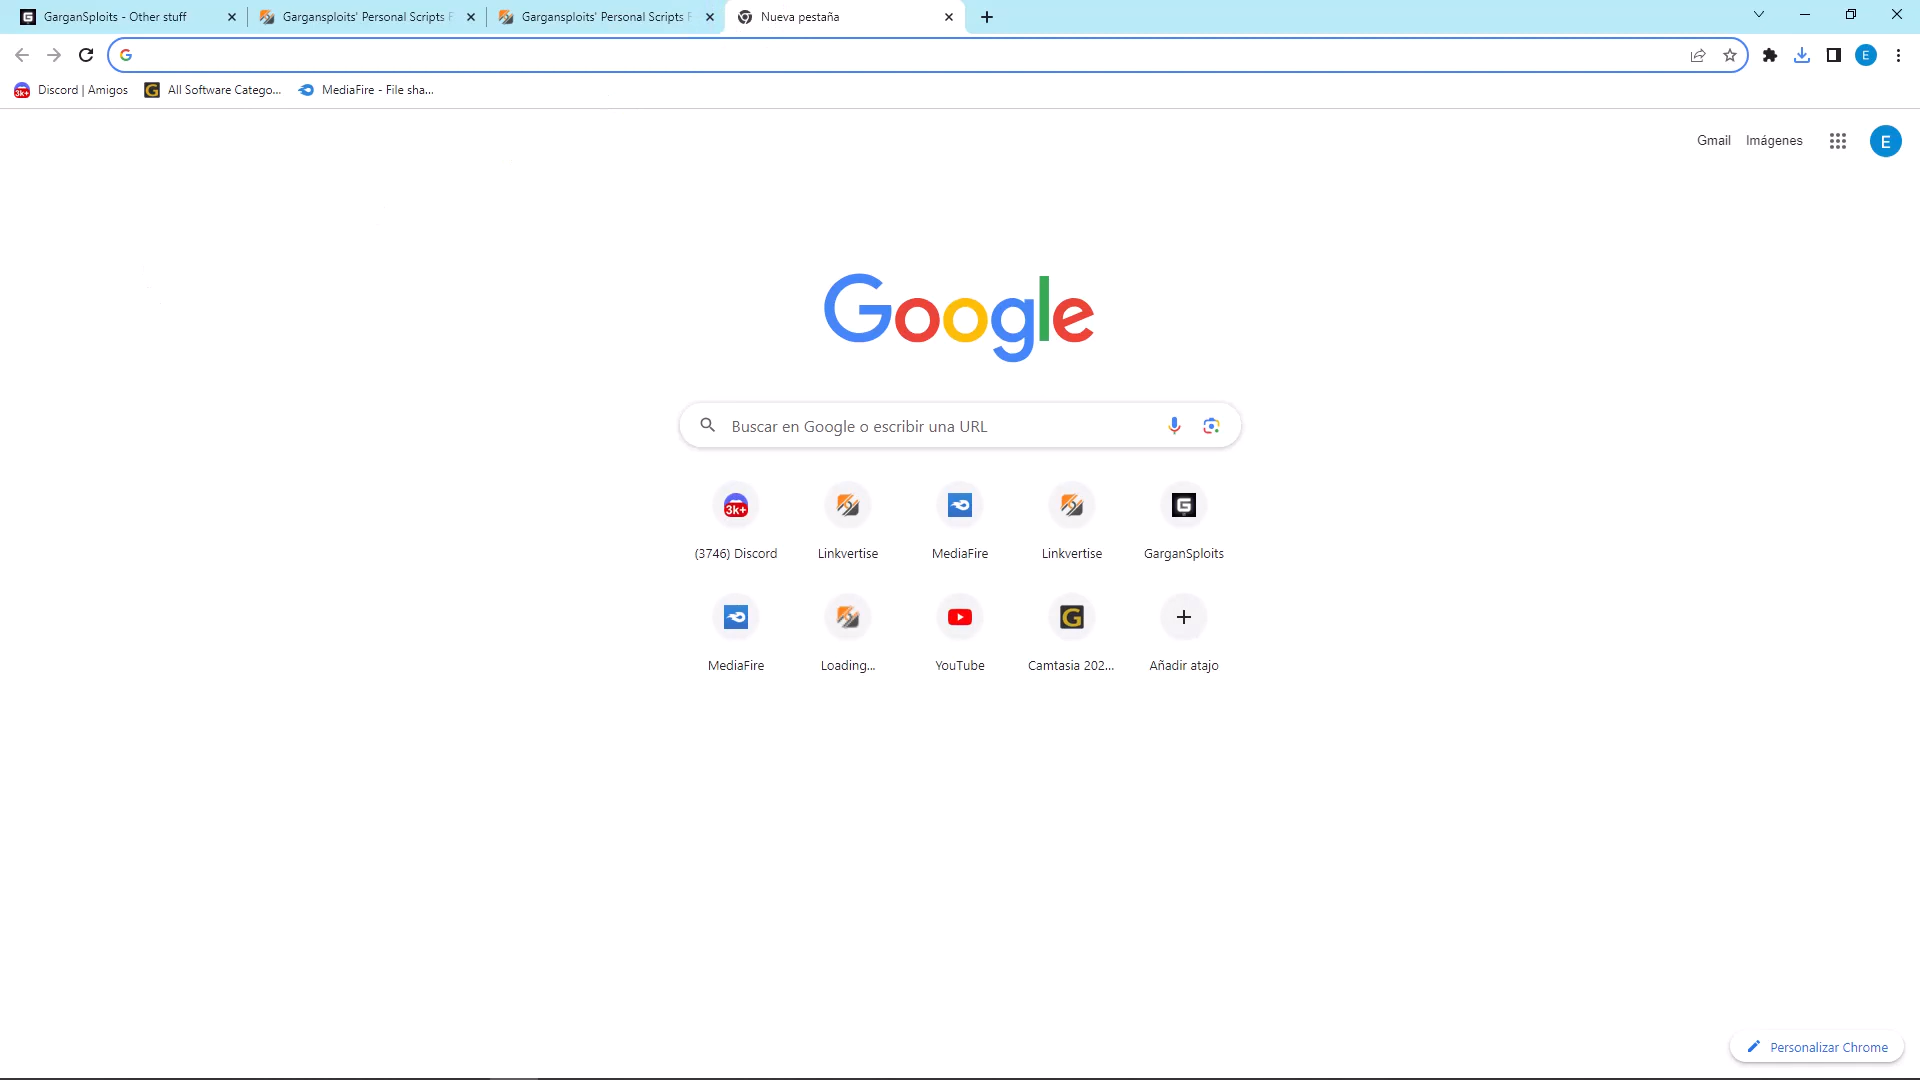 GarganSploits - Other stuff
Gargansploits' Personal Scripts F
Gargansploits' Personal Scripts F
Nueva pestaña
E
Discord | Amigos
All Software Catego...
MediaFire - File sha...
Gmail
Imágenes
E
Google
Buscar en Google o escribir una URL
(3746) Discord
Linkvertise
MediaFire
Linkvertise
GarganSploits
MediaFire
Loading...
YouTube
Camtasia 202...
Añadir atajo
Personalizar Chrome